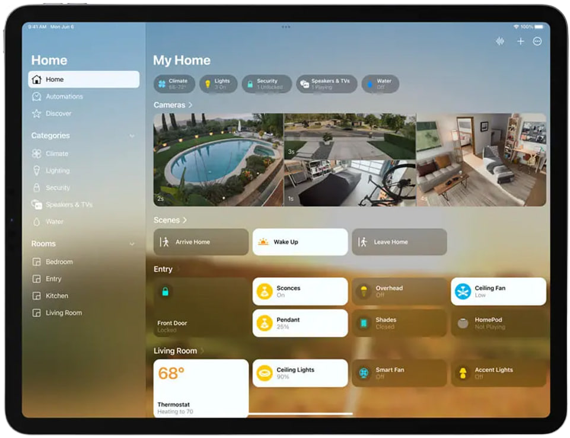 9:41 AM Mon Jun 6
100%
Home
Home
Automations
Discover
Categories
Climate
Lighting
Security
Speakers & TVs
Water
Rooms
Bedroom
Entry
Kitchen
Living Room
My Home
Climate
Lights
3 On
Security
1 Unlocked
Speakers & TVs
1 Playing
Water
Off
Cameras
2s
3s
1s
4s
Scenes
Arrive Home
Wake Up
Leave Home
Entry
Front Door
Locked
Sconces
On
Overhead
Off
Ceiling Fan
Low
Pendant
25%
Shades
Closed
HomePod
Not Playing
Living Room
68°
Thermostat
Heating to 70
Ceiling Lights
90%
Smart Fan
Off
Accent Lights
Off